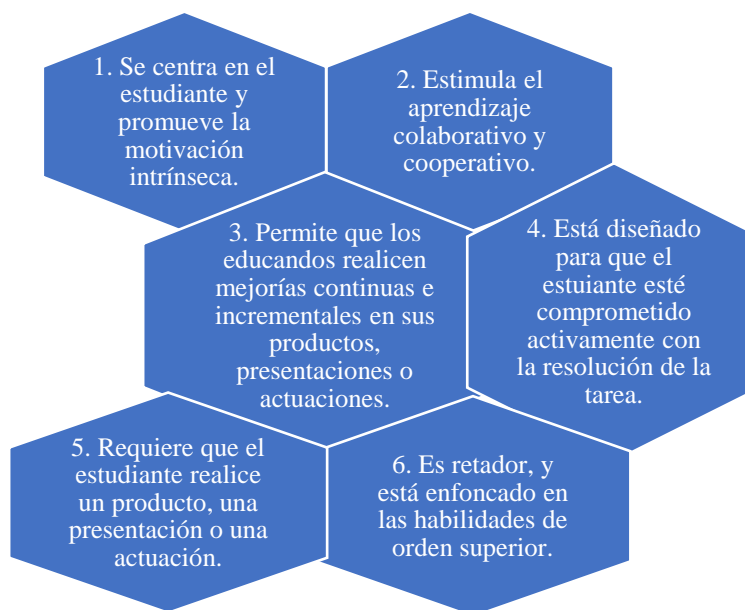 1. Se centra en el
estudiante y
promueve la
motivación
intrínseca.
2. Estimula el
aprendizaje
colaborativo y
cooperativo.
3. Permite que los
educandos realicen
mejorías continuas e
incrementales en sus
productos,
presentaciones o
actuaciones.
4. Está diseñado
para que el
estuiante esté
comprometido
activamente con
la resolución de la
tarea.
5. Requiere que el
estudiante realice
un producto, una
presentación o una
actuación.
6. Es retador, y
está enfoncado en
las habilidades de
orden superior.